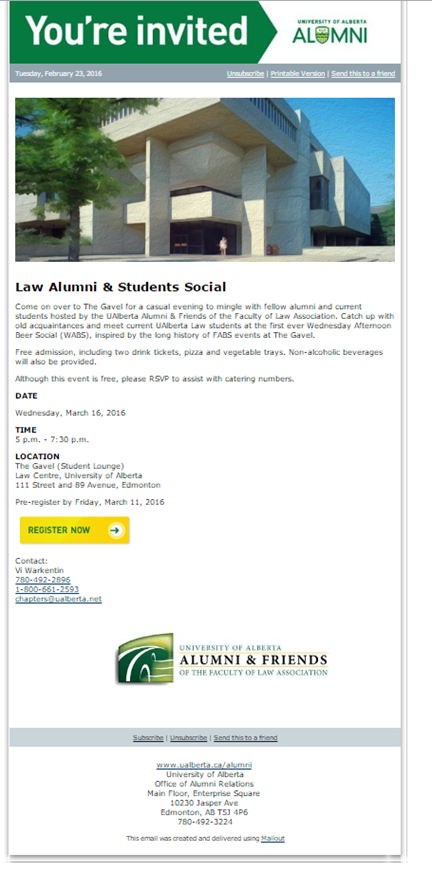 You're invited
UNIVERSITY OF ALBERTA
ALUMNI
Tuesday, February 23, 2016
Unsubscribe | Printable Version | Send this to a friend
Law Alumni & Students Social
Come on over to The Gavel for a casual evening to mingle with fellow alumni and current
students hosted by the UAlberta Alumni & Friends of the Faculty of Law Association. Catch up with
old acquaintances and meet current UAlberta Law students at the first ever Wednesday Afternoon
Beer Social (WABS), inspired by the long history of FABS events at The Gavel.
Free admission, including two drink tickets, pizza and vegetable trays. Non-alcoholic beverages
will also be provided.
Although this event is free, please RSVP to assist with catering numbers.
DATE
Wednesday, March 16, 2016
TIME
5 p.m. - 7:30 p.m.
LOCATION
The Gavel (Student Lounge)
Law Centre, University of Alberta
111 Street and 89 Avenue, Edmonton
Pre-register by Friday, March 11, 2016
REGISTER NOW
Contact:
Vi Warkentin
780-492-2896
1-800-661-2593
chapters@ualberta.net
UNIVERSITY OF ALBERTA
ALUMNI & FRIENDS
OF THE FACULTY OF LAW ASSOCIATION
Subscribe | Unsubscribe | Send this to a friend
www.ualberta.ca/alumni
University of Alberta
Office of Alumni Relations
Main Floor, Enterprise Square
10230 Jasper Ave
Edmonton, AB T5J 4P6
780-492-3224
This email was created and delivered using Mailout